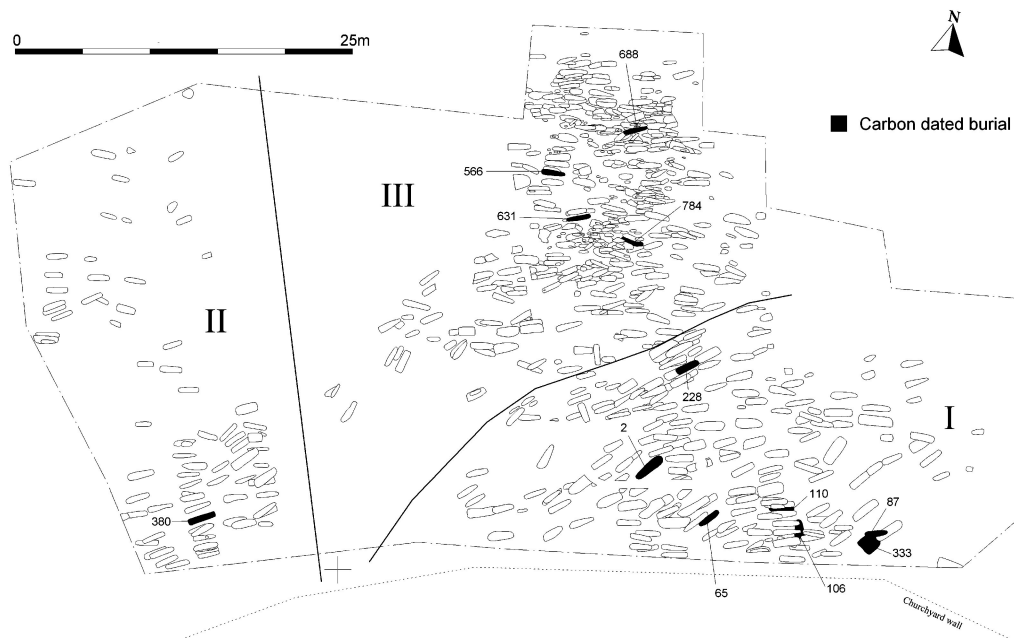 0
25m
N
Carbon dated burial
688
566
III
631
784
II
228
I
2
110
87
380
333
65
106
Churchyard wall